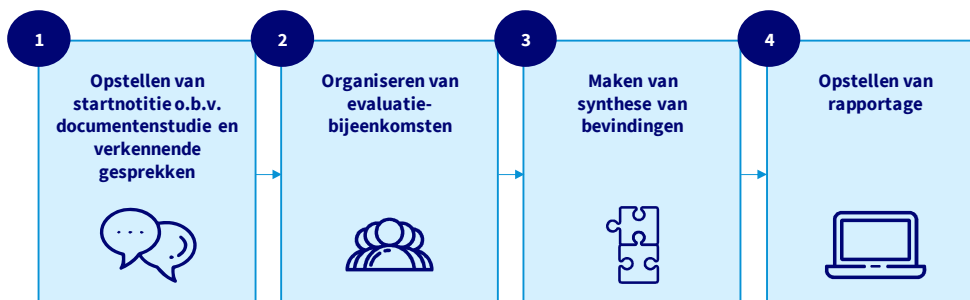 1
Opstellen van
startnotitie o.b.v.
documentenstudie en
verkennende
gesprekken
2
Organiseren van
evaluatie-
bijeenkomsten
3
Maken van
synthese van
bevindingen
4
Opstellen van
rapportage